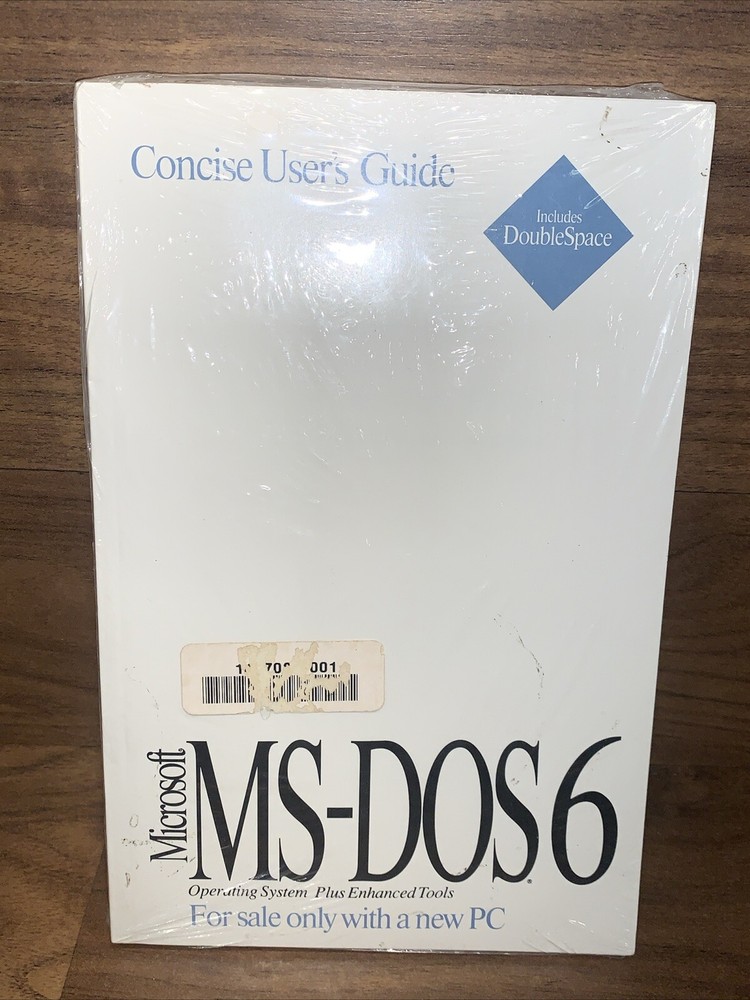 Concise User's Guide
Includes
DoubleSpace
001
Microsoft
MS-DOS 6
Operating System Plus Enhanced Tools
For sale only with a new PC